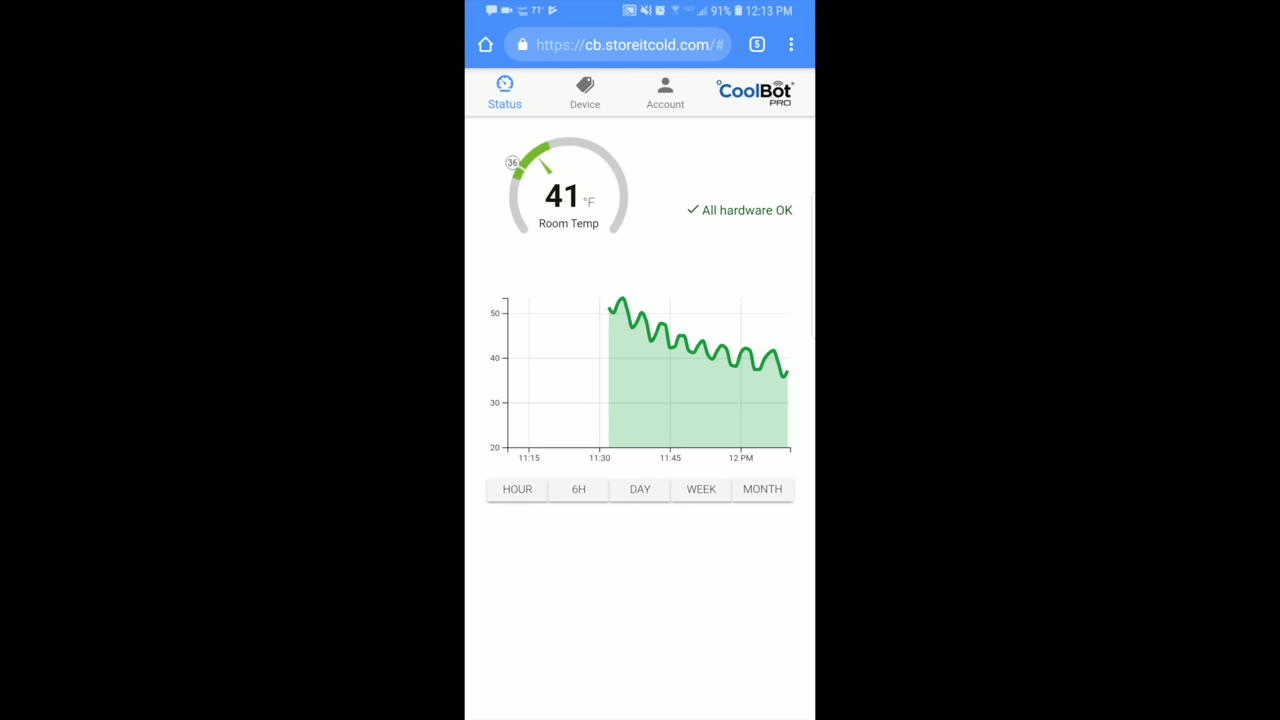 71° 91% 12:13 PM
https://cb.storeitcold.com/# 5
Status Device Account °CoolBot PRO
36
41 °F
Room Temp
All hardware OK
50
40
30
20
11:15 11:30 11:45 12 PM
HOUR 6H DAY WEEK MONTH